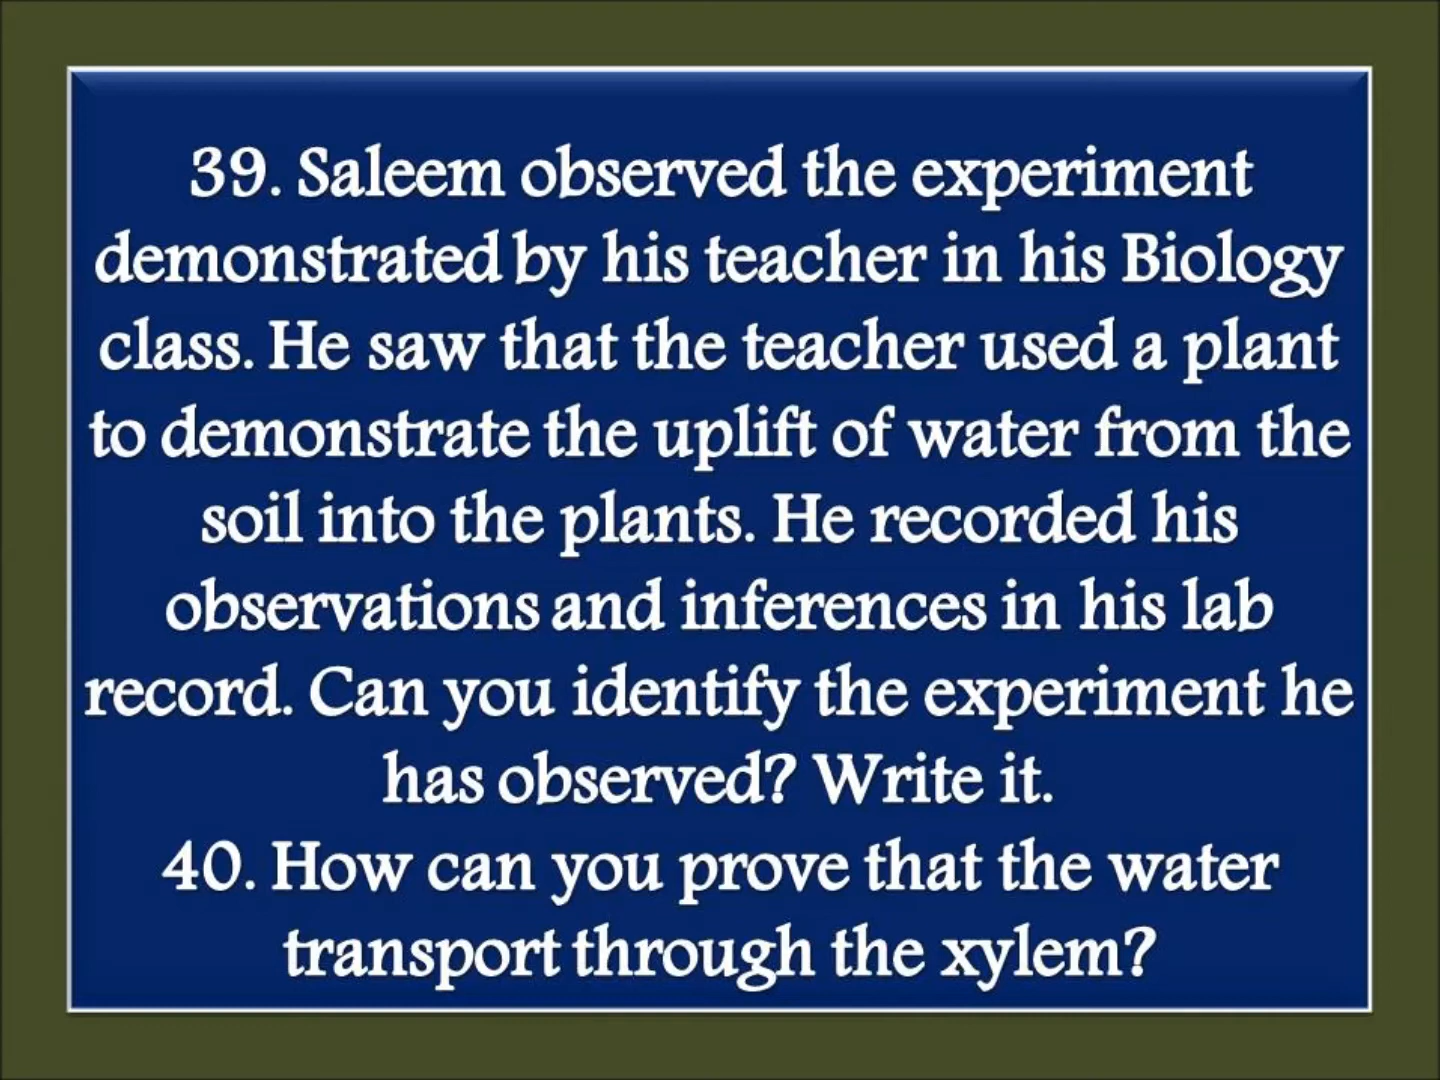 39. Saleem observed the experiment
demonstrated by his teacher in his Biology
class. He saw that the teacher used a plant
to demonstrate the uplift of water from the
soil into the plants. He recorded his
observations and inferences in his lab
record. Can you identify the experiment he
has observed? Write it.
40. How can you prove that the water
transport through the xylem?